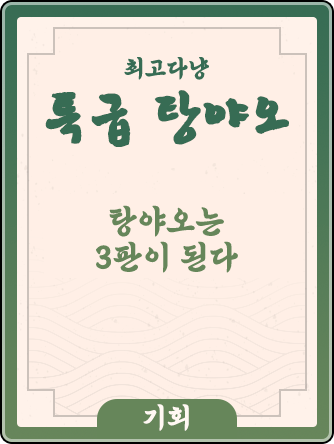 최고다냥
특급 탕야오
탕야오는
3판이 된다
기회